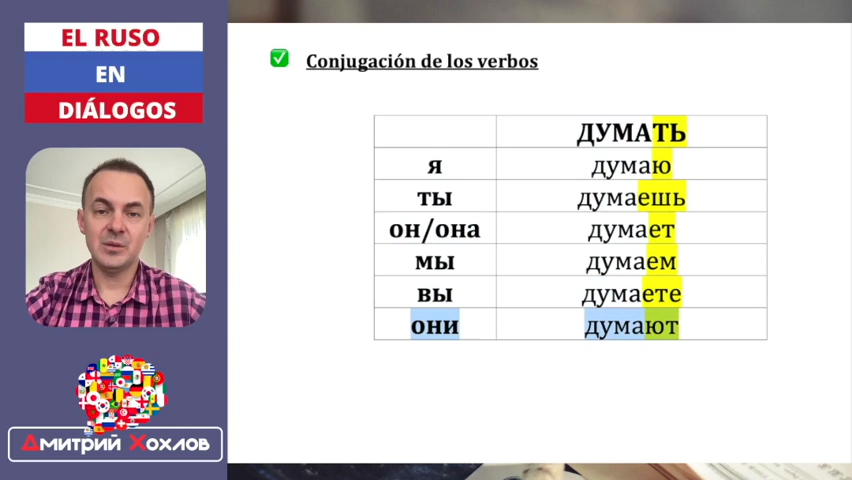 EL RUSO
EN
DIÁLOGOS
Дмитрий Хохлов
Conjugación de los verbos
ДУМАТЬ
я думаю
ты думаешь
он/она думает
мы думаем
вы думаете
они думают